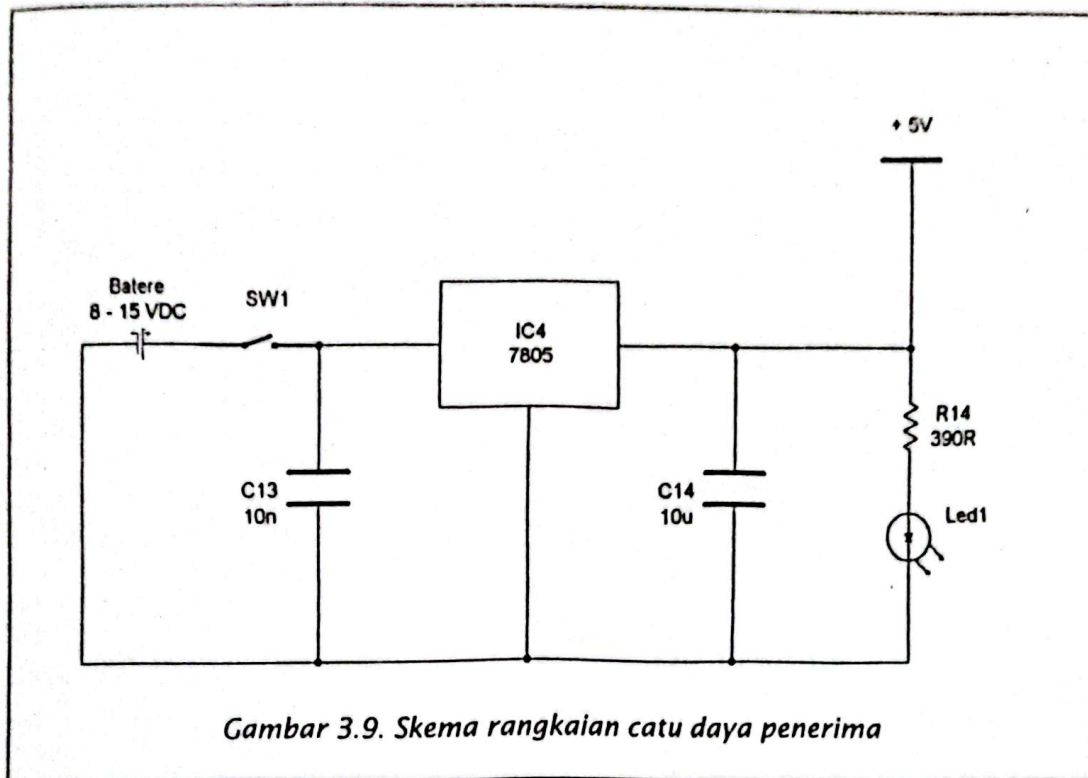 + 5V
Batere
8 - 15 VDC
SW1
IC4
7805
R14
390R
C13
10n
C14
10u
Led1
Gambar 3.9. Skema rangkaian catu daya penerima